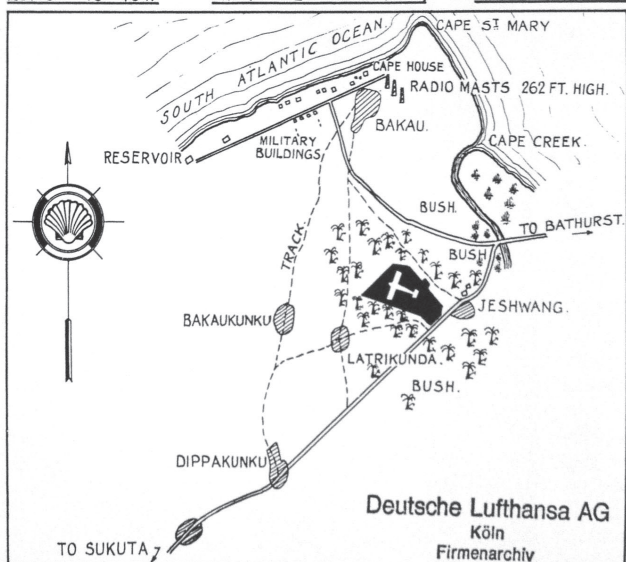 CAPE ST MARY
SOUTH ATLANTIC OCEAN.
CAPE HOUSE
RADIO MASTS 262 FT. HIGH.
BAKAU.
MILITARY
BUILDINGS
RESERVOIR
CAPE CREEK.
BUSH.
TO BATHURST.
TRACK.
BUSH
JESHWANG.
BAKAUKUNKU
LATRIKUNDA.
BUSH.
DIPPAKUNKU
TO SUKUTA
Deutsche Lufthansa AG
Köln
Firmenarchiv